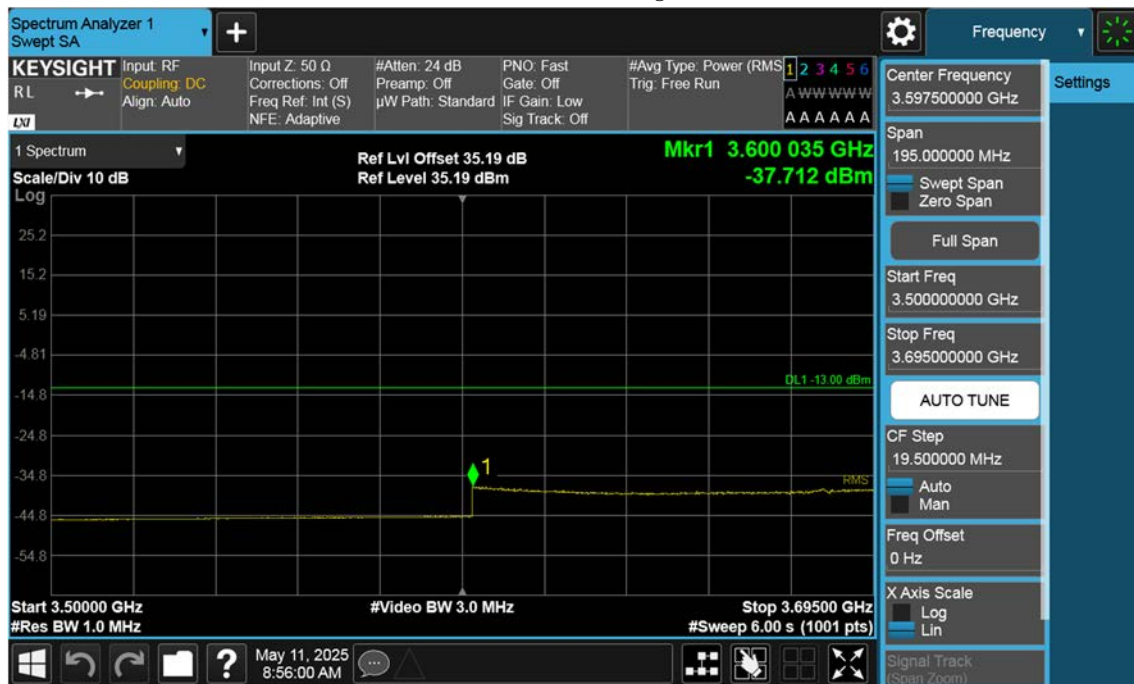 Spectrum Analyzer 1
Swept SA
Frequency
KEYSIGHT
RL
LXI
Input: RF
Coupling: DC
Align: Auto
Input Z: 50 Ω
Corrections: Off
Freq Ref: Int (S)
NFE: Adaptive
#Atten: 24 dB
Preamp: Off
µW Path: Standard
PNO: Fast
Gate: Off
IF Gain: Low
Sig Track: Off
#Avg Type: Power (RMS
Trig: Free Run
1 2 3 4 5 6
A W W W W W
A A A A A A
1 Spectrum
Scale/Div 10 dB
Log
Ref Lvl Offset 35.19 dB
Ref Level 35.19 dBm
Mkr1 3.600 035 GHz
-37.712 dBm
25.2
15.2
5.19
-4.81
-14.8
-24.8
-34.8
-44.8
-54.8
DL1 -13.00 dBm
1
RMS
Start 3.50000 GHz
#Res BW 1.0 MHz
#Video BW 3.0 MHz
Stop 3.69500 GHz
#Sweep 6.00 s (1001 pts)
May 11, 2025
8:56:00 AM
Center Frequency
3.597500000 GHz
Settings
Span
195.000000 MHz
Swept Span
Zero Span
Full Span
Start Freq
3.500000000 GHz
Stop Freq
3.695000000 GHz
AUTO TUNE
CF Step
19.500000 MHz
Auto
Man
Freq Offset
0 Hz
X Axis Scale
Log
Lin
Signal Track
(Span Zoom)